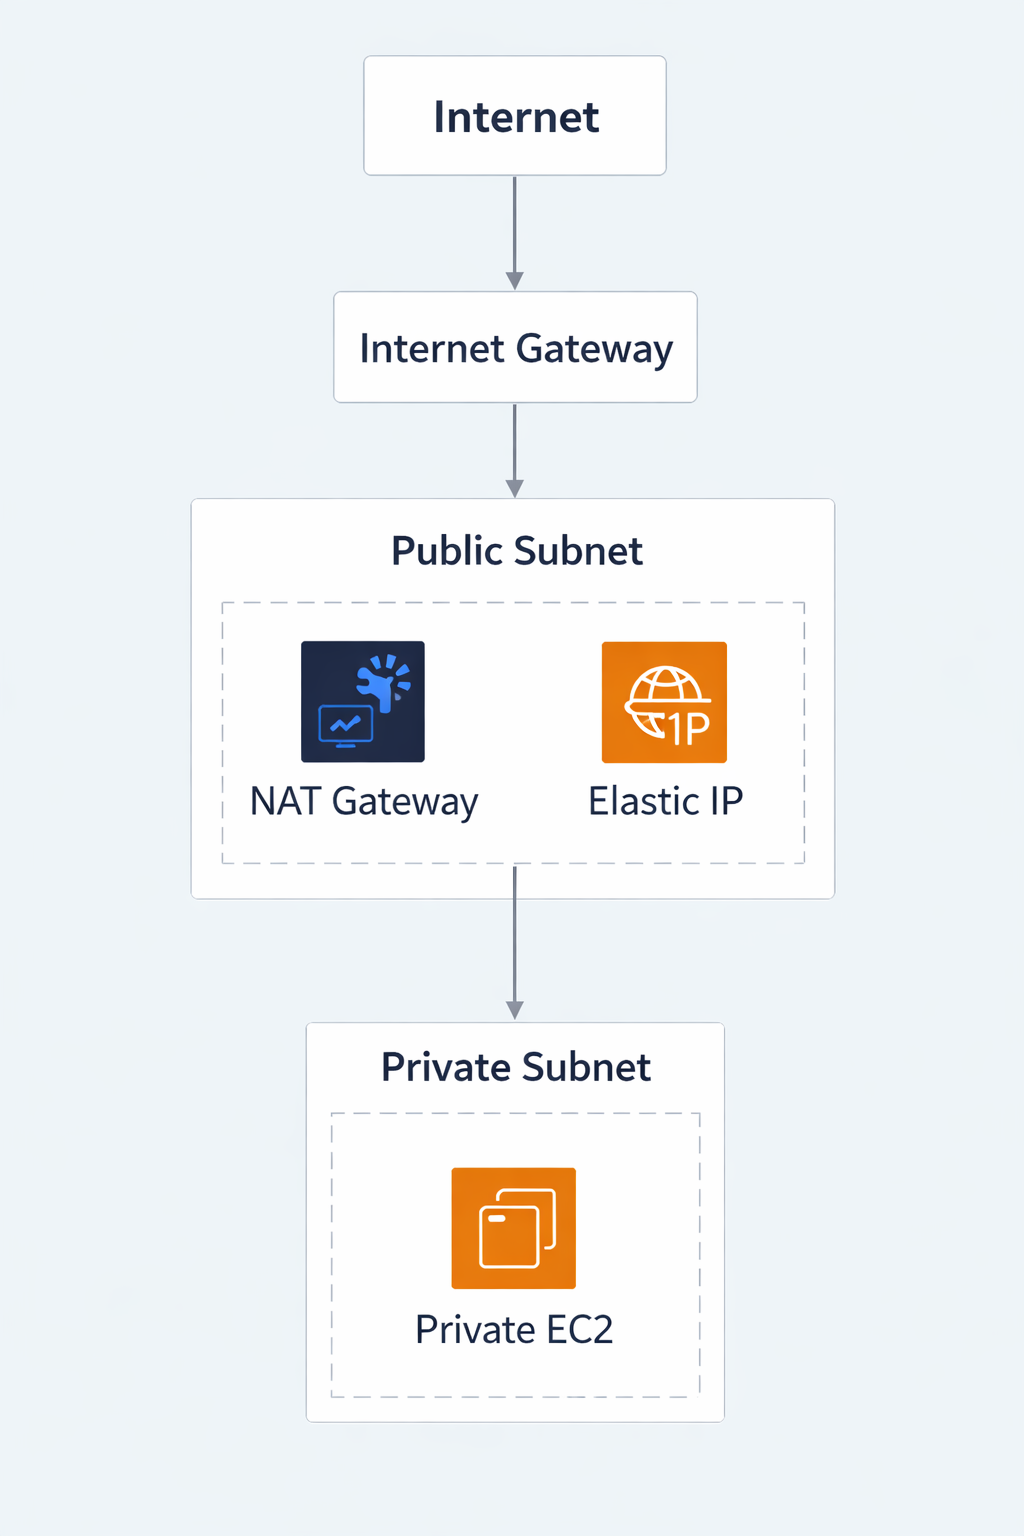 Internet
Internet Gateway
Public Subnet
1P
NAT Gateway
Elastic IP
Private Subnet
Private EC2